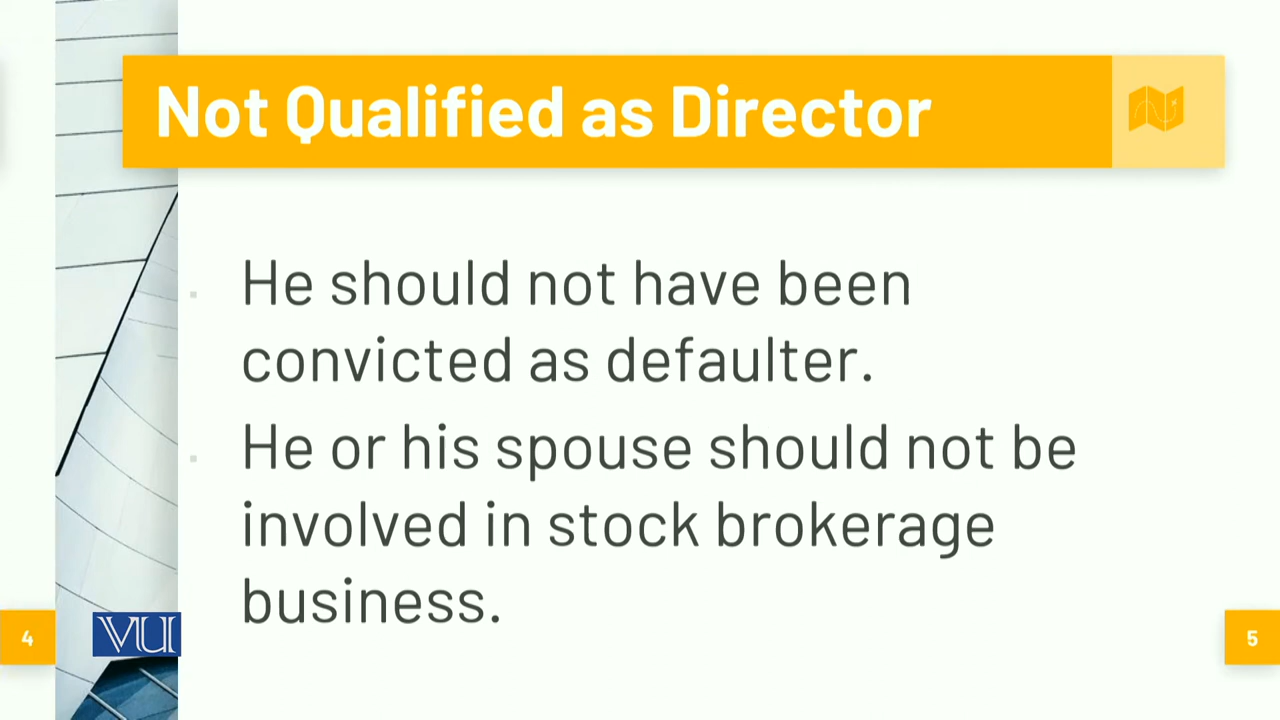 Not Qualified as Director
He should not have been
convicted as defaulter.
He or his spouse should not be
involved in stock brokerage
business.
4
VU
5